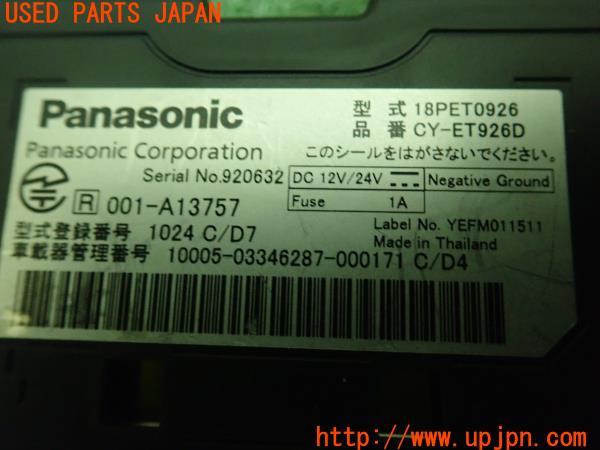 USED PARTS JAPAN
Panasonic
型式 18PET0926
品番 CY-ET926D
Panasonic Corporation
このシールをはがさないでください。
Serial No.920632
DC 12V/24V
Negative Ground
Fuse 1A
R 001-A13757
Label No. YEFM011511
型式登録番号 1024 C/D7
Made in Thailand
車載器管理番号 10005-03346287-000171 C/D4
http://www.upjpn.com/